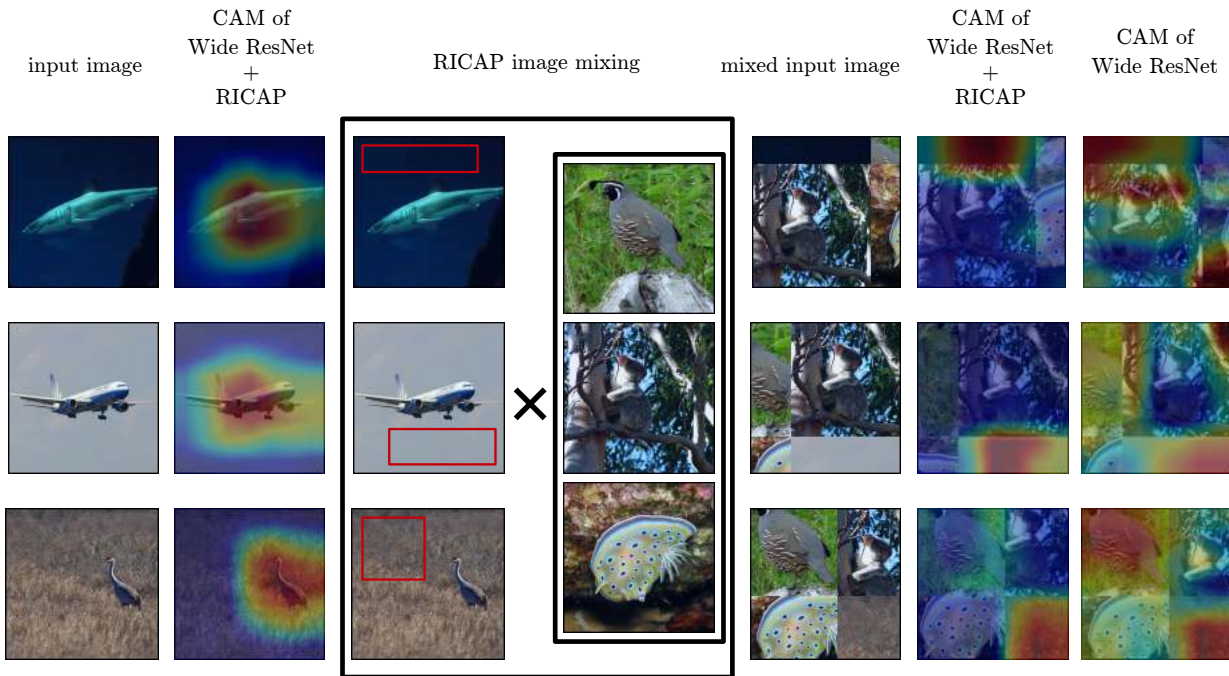 input image
CAM of
Wide ResNet
+
RICAP
RICAP image mixing
mixed input image
CAM of
Wide ResNet
+
RICAP
CAM of
Wide ResNet
×